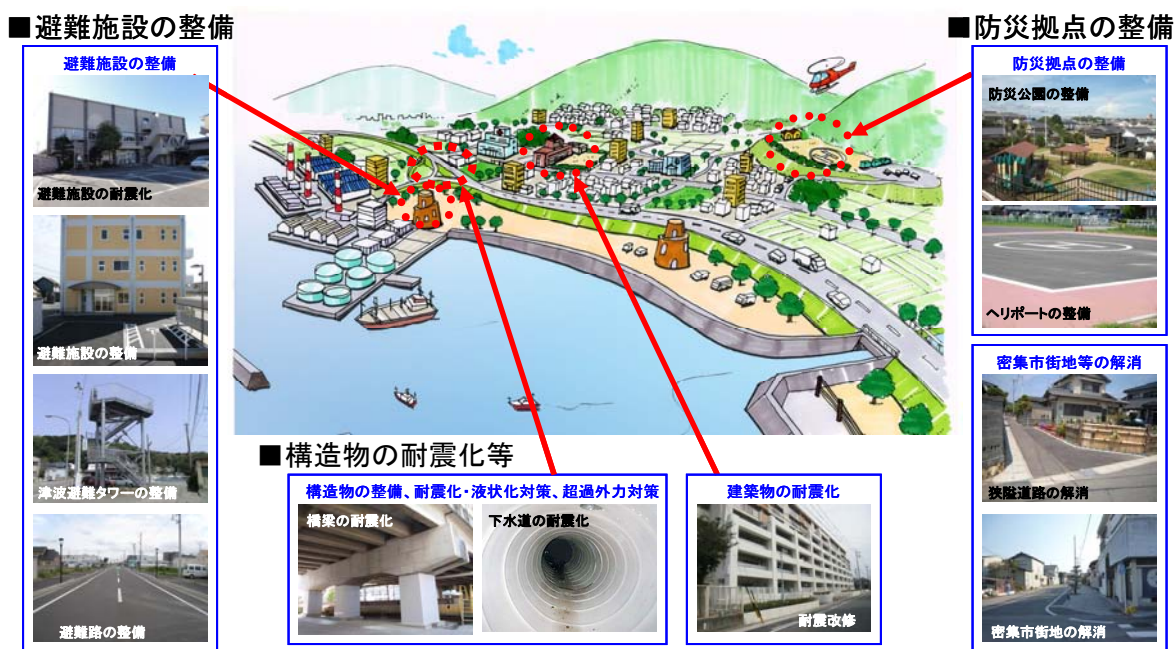 ■避難施設の整備
避難施設の整備
避難施設の耐震化
避難施設の整備
津波避難タワーの整備
避難路の整備
■構造物の耐震化等
構造物の整備、耐震化・液状化対策、超過外力対策
橋梁の耐震化
下水道の耐震化
建築物の耐震化
耐震改修
■防災拠点の整備
防災拠点の整備
防災公園の整備
ヘリポートの整備
密集市街地等の解消
狭隘道路の解消
密集市街地の解消